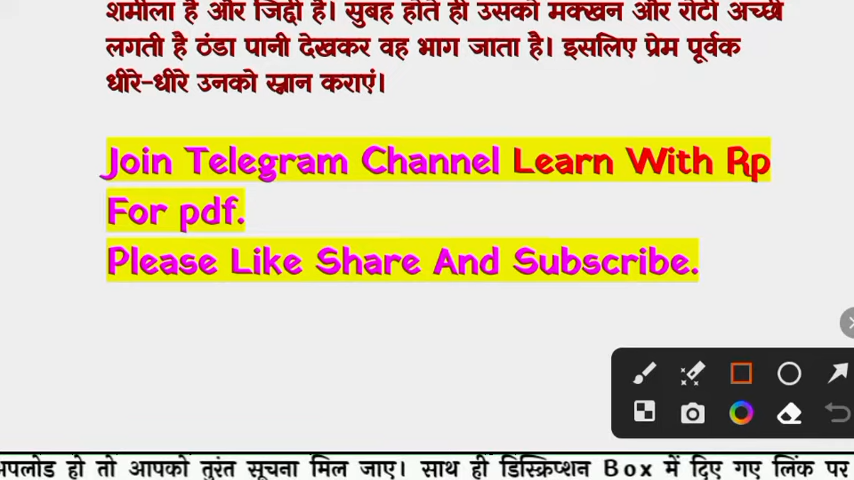 शर्मीला है और जिद्दी है। सुबह होते ही उसको मक्खन और रोटी अच्छी
लगती है ठंडा पानी देखकर वह भाग जाता है। इसलिए प्रेम पूर्वक
धीरे-धीरे उनको स्नान कराएं।
Join Telegram Channel Learn With Rp
For pdf.
Please Like Share And Subscribe.
अपलोड हो तो आपको तुरंत सूचना मिल जाए। साथ ही डिस्क्रिप्शन Box में दिए गए लिंक पर